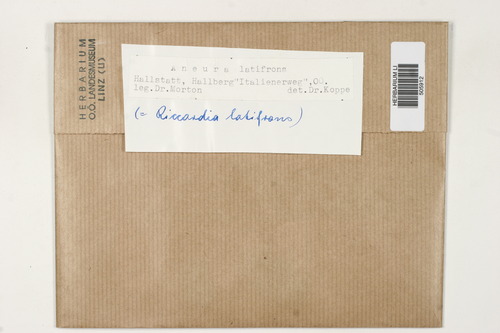 HERBARIUM
O.Ö. LANDESMUSEUM
LINZ (LI)
Aneura latifrons
Hallstatt, Hallberg"Italienerweg",OÖ.
leg.Dr.Morton det.Dr.Koppe
(= Riccardia latifrons)
HERBARIUM LI
505912